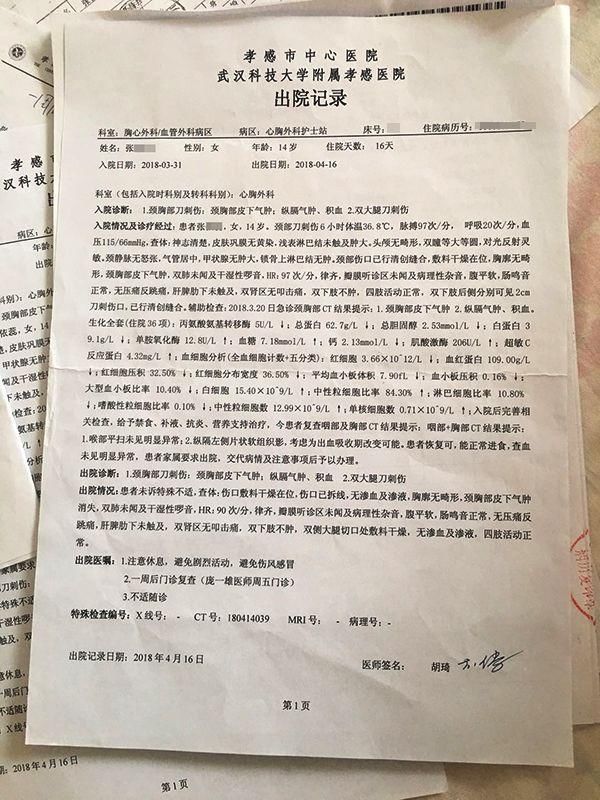 孝感市中心医院
武汉科技大学附属孝感医院
出院记录
科室：胸心外科/血管外科病区 病区：心胸外科护士站 床号： 住院病历号：
姓名：张 性别：女 年龄：14岁 住院天数：16天
入院日期：2018-03-31 出院日期：2018-04-16
科室（包括入院时科别及转科科别）：心胸外科
入院诊断：1.颈胸部刀刺伤：颈胸部皮下气肿；纵膈气肿、积血 2.双大腿刀刺伤
入院情况及诊疗经过：患者张 ，女，14岁，颈部刀刺伤6小时体温36.8℃，脉搏97次/分，呼吸20次/分，血
压115/66mmHg，查体：神志清楚，皮肤巩膜无黄染，浅表淋巴结未触及肿大，头颅无畸形，双瞳等大等圆，对光反射灵
敏，颈静脉无怒张，气管居中，甲状腺无肿大，锁骨上淋巴结无肿。颈部伤口已行清创缝合，敷料干燥在位，胸廓无畸
形，颈胸部皮下气肿，双肺未闻及干湿性啰音，HR：97次/分，律齐，瓣膜听诊区未闻及病理性杂音，腹平软，肠鸣音
正常，无压痛反跳痛，肝脾肋下未触及，双肾区无叩击痛，双下肢不肿，四肢活动正常，双下肢后侧分别可见2cm
刀刺伤口，已行清创缝合。辅助检查：2018.3.20日急诊颈胸部CT结果提示：1.颈胸部皮下气肿 2.纵隔气肿、积血。
生化全套(住院36项)：丙氨酸氨基转移酶 5U/L ↓；总蛋白 62.7g/L ↓；总胆固醇 2.53mmol/L ↓；白蛋白 3
9.1g/L ↓；单胺氧化酶 12.8U/L ↑；血糖 7.18mmol/L ↑；钙 2.13mmol/L ↓；肌酸激酶 206U/L ↑；超敏C
反应蛋白 4.32mg/L ↑；血细胞分析(全血细胞计数+五分类)：红细胞 3.66×10^12/L ↓；血红蛋白 109.00g/L
↓；红细胞压积 32.50% ↓；红细胞分布宽度 36.50% ↓；平均血小板体积 7.90fL ↓；血小板压积 0.16% ↓；
大型血小板比率 10.40% ↓；白细胞 15.40×10^9/L ↑；中性粒细胞比率 84.30% ↑；淋巴细胞比率 10.80%
↓；嗜酸性粒细胞比率 0.10% ↓；中性粒细胞数 12.99×10^9/L ↑；单核细胞数 0.71×10^9/L ↑；入院后完善相
关检查，给予禁食、补液、抗炎、营养支持治疗，今患者复查咽部及胸部CT结果提示：咽部+胸部CT结果提示：
1.喉部平扫未见明显异常；2.纵隔左侧片状软组织影，考虑为出血吸收期改变可能。患者恢复可，能正常进食，查血
未见明显异常，患者家属要求出院，交代病情及注意事项后予以办理。
出院诊断：1.颈胸部刀刺伤：颈胸部皮下气肿；纵膈气肿、积血 2.双大腿刀刺伤
出院情况：患者未诉特殊不适，查体：伤口敷料干燥在位，伤口已拆线，无渗血及渗液，胸廓无畸形，颈胸部皮下气肿
消失，双肺未闻及干湿性啰音，HR：90次/分，律齐，瓣膜听诊区未闻及病理性杂音，腹平软，肠鸣音正常，无压痛反
跳痛，肝脾肋下未触及，双肾区无叩击痛，双下肢不肿，双侧大腿切口处敷料干燥，无渗血及渗液，四肢活动正
常。
出院医嘱：1.注意休息，避免剧烈活动，避免伤风感冒
2.一周后门诊复查（庞一雄医师周五门诊）
3.不适随诊
特殊检查编号：X线号：- CT号：180414039 MRI号：- 病理号：-
出院记录日期：2018年4月16日 医师签名：胡琦
第1页
2018年4月16日
第1页